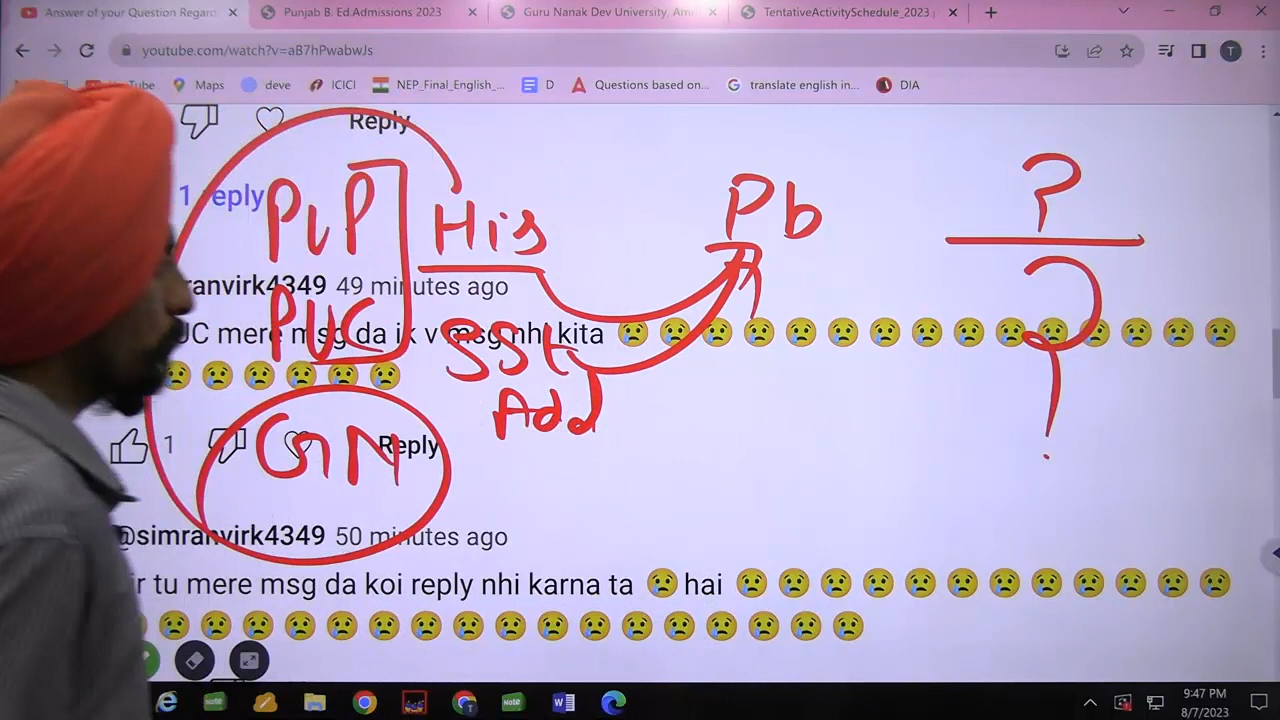 Answer of your Question Regard
Punjab B. Ed.Admissions 2023
Guru Nanak Dev University, Am
TentativeActivitySchedule_2023
youtube.com/watch?v=aB7hPwabwJs
Maps
deve
ICICI
NEP_Final_English_...
D
Questions based on...
translate english in...
DIA
Reply
1 reply
PUP
His
Pb
?
ranvirk4349 49 minutes ago
PUC
mere msg da ik v msg nhi kita 😢😢😢😢😢😢😢😢😢😢😢😢😢😢😢
😢😢😢😢😢😢
SSt
?
Add
1
Reply
GN
@simranvirk4349 50 minutes ago
ir tu mere msg da koi reply nhi karna ta 😢 hai 😢😢😢😢😢😢😢😢😢😢😢😢
😢😢😢😢😢😢😢😢😢😢😢😢😢😢😢😢😢
9:47 PM
8/7/2023